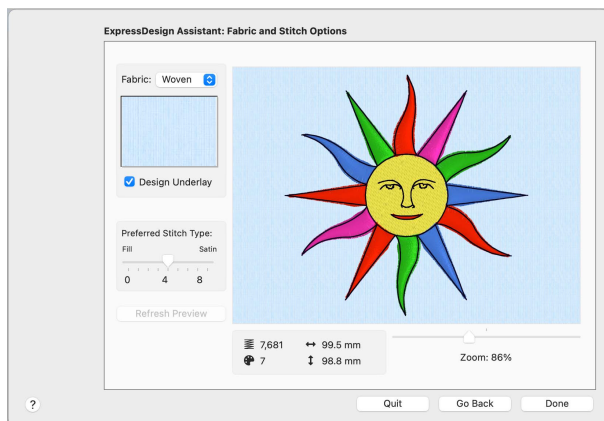 ExpressDesign Assistant: Fabric and Stitch Options
Fabric: Woven
Design Underlay
Preferred Stitch Type:
Fill Satin
0 4 8
Refresh Preview
7,681 ↔ 99.5 mm
7 ↕ 98.8 mm
Zoom: 86%
? Quit Go Back Done